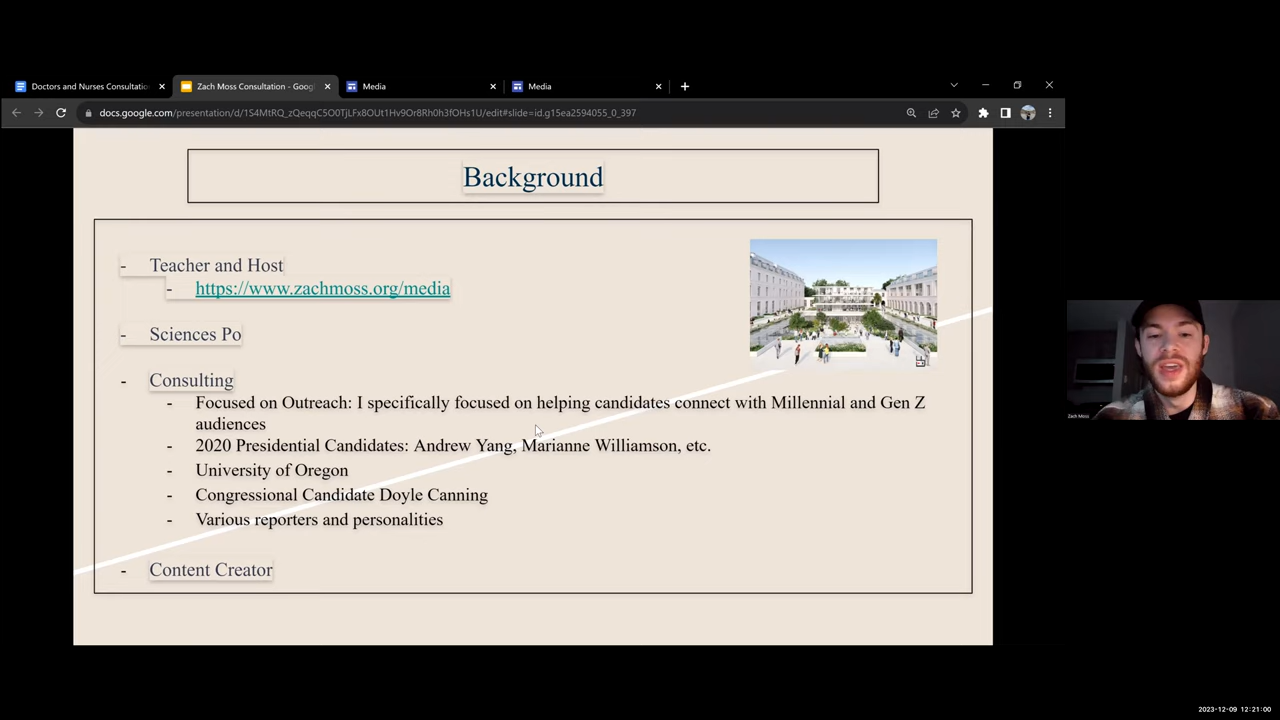 Doctors and Nurses Consultatio
Zach Moss Consultation - Goog
Media
Media
docs.google.com/presentation/d/1S4MtRQ_zQeqqC5O0TjLFx8OUt1Hv9Or8Rh0h3fOHs1U/edit#slide=id.g15ea2594055_0_397
Background
- Teacher and Host
- https://www.zachmoss.org/media
- Sciences Po
- Consulting
- Focused on Outreach: I specifically focused on helping candidates connect with Millennial and Gen Z
audiences
- 2020 Presidential Candidates: Andrew Yang, Marianne Williamson, etc.
- University of Oregon
- Congressional Candidate Doyle Canning
- Various reporters and personalities
- Content Creator
Zach Moss
2023-12-09 12:21:00